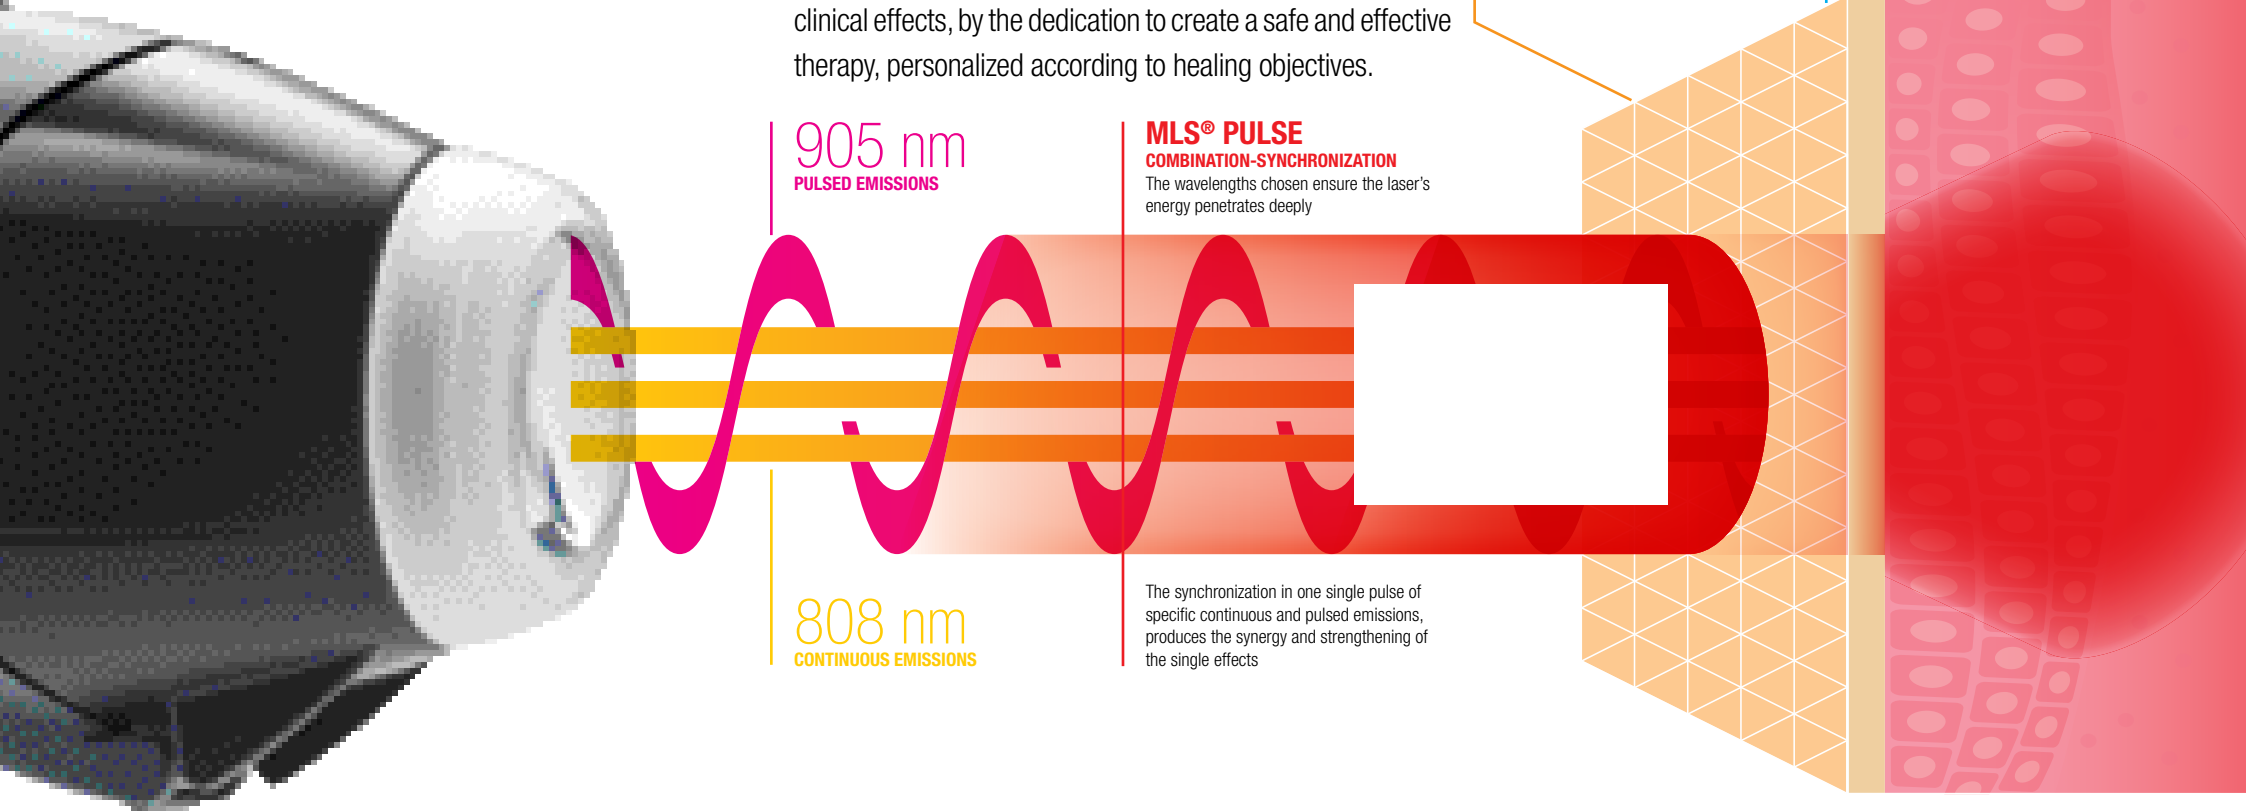 clinical effects, by the dedication to create a safe and effective
therapy, personalized according to healing objectives.
905 nm
PULSED EMISSIONS
MLS® PULSE
COMBINATION-SYNCHRONIZATION
The wavelengths chosen ensure the laser's
energy penetrates deeply
808 nm
CONTINUOUS EMISSIONS
The synchronization in one single pulse of
specific continuous and pulsed emissions,
produces the synergy and strengthening of
the single effects